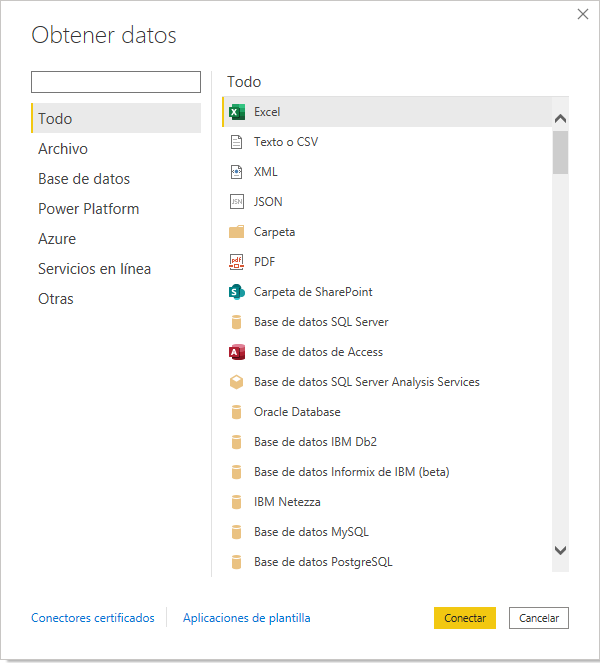 Obtener datos
Todo
Archivo
Base de datos
Power Platform
Azure
Servicios en línea
Otras
Todo
Excel
Texto o CSV
XML
JSON
Carpeta
PDF
Carpeta de SharePoint
Base de datos SQL Server
Base de datos de Access
Base de datos SQL Server Analysis Services
Oracle Database
Base de datos IBM Db2
Base de datos Informix de IBM (beta)
IBM Netezza
Base de datos MySQL
Base de datos PostgreSQL
Conectores certificados
Aplicaciones de plantilla
Conectar
Cancelar